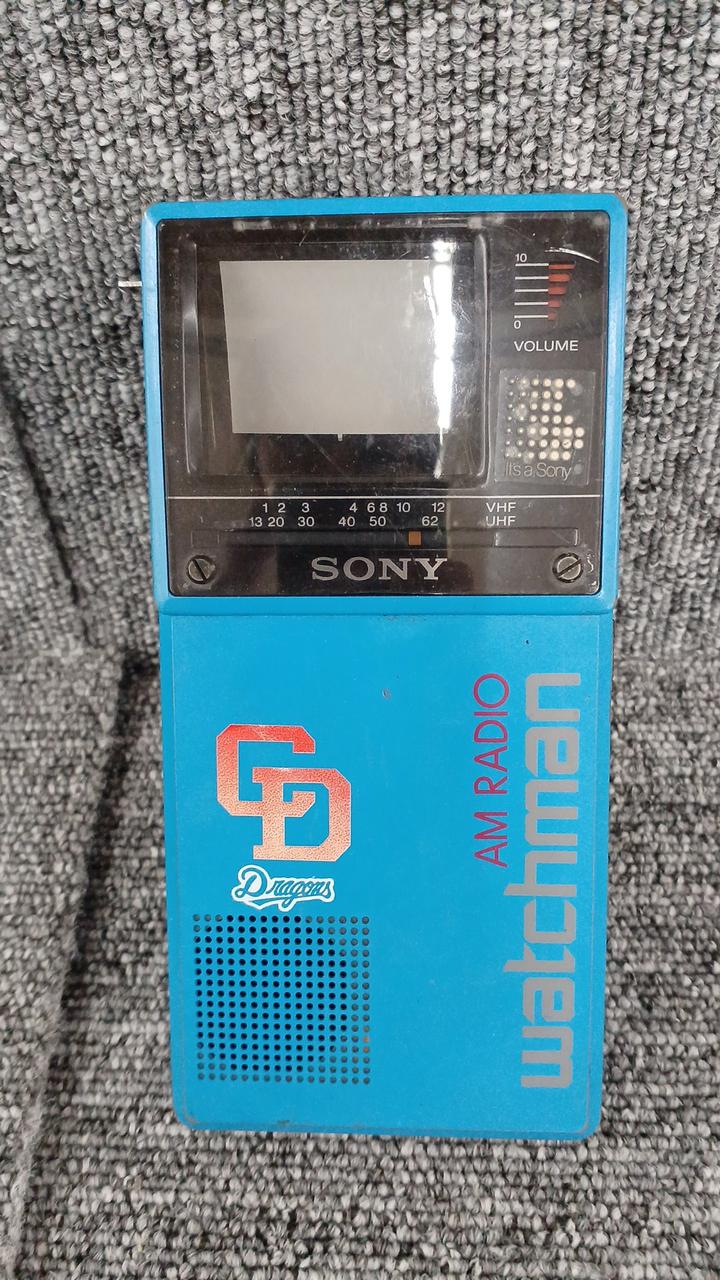 10
0
VOLUME
It's a Sony
1 2 3 4 6 8 10 12 VHF
13 20 30 40 50 62 UHF
SONY
AM RADIO
watchman
CD
Dragons